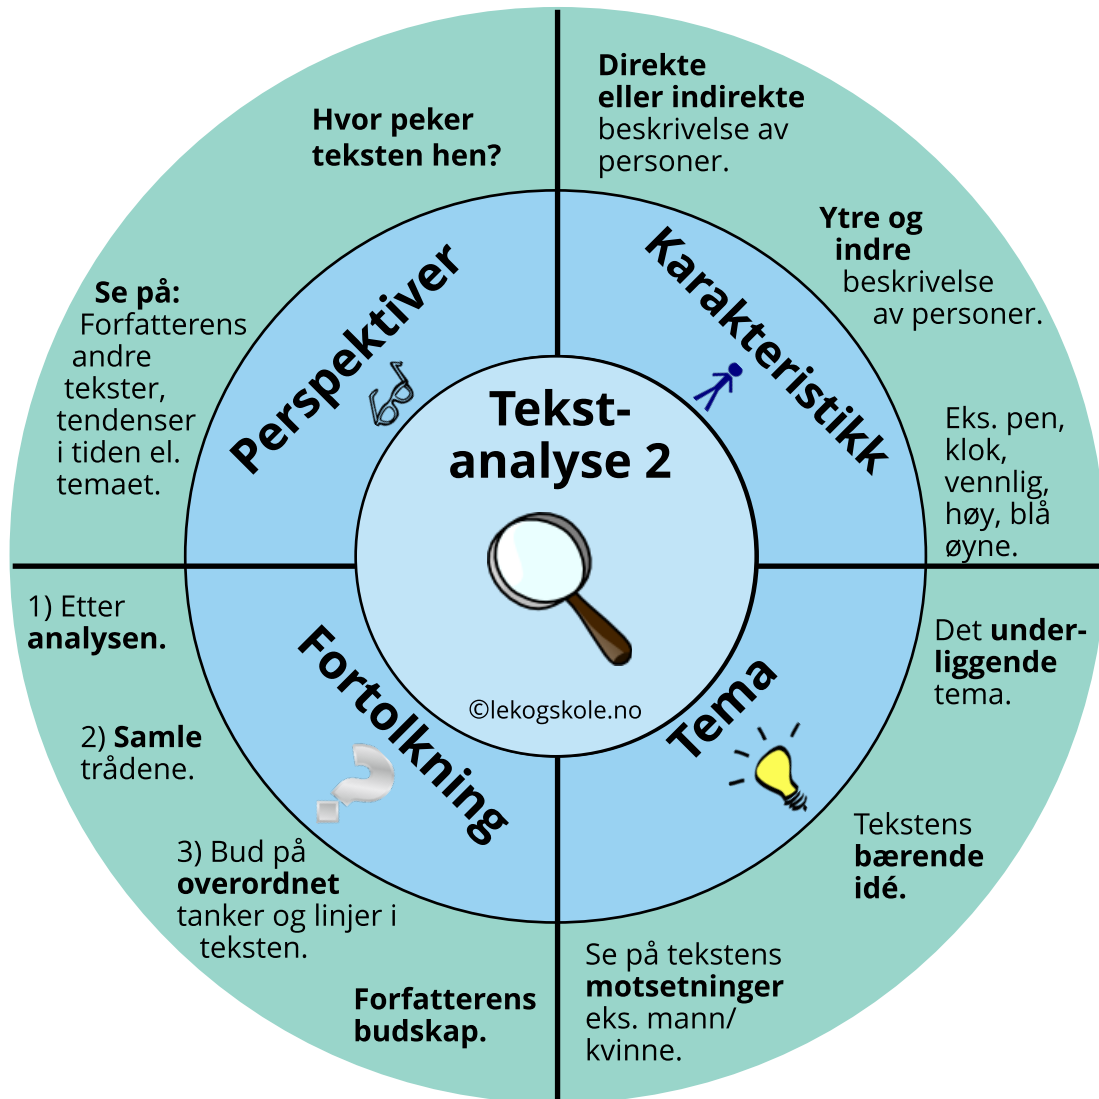 Tekst-
analyse 2
©lekogskole.no
Perspektiver
Hvor peker
teksten hen?
Se på:
Forfatterens
andre
tekster,
tendenser
i tiden el.
temaet.
Karakteristikk
Direkte
eller indirekte
beskrivelse av
personer.
Ytre og
indre
beskrivelse
av personer.
Eks. pen,
klok,
vennlig,
høy, blå
øyne.
Tema
Det under-
liggende
tema.
Tekstens
bærende
idé.
Se på tekstens
motsetninger
eks. mann/
kvinne.
Fortolkning
1) Etter
analysen.
2) Samle
trådene.
3) Bud på
overordnet
tanker og linjer i
teksten.
Forfatterens
budskap.